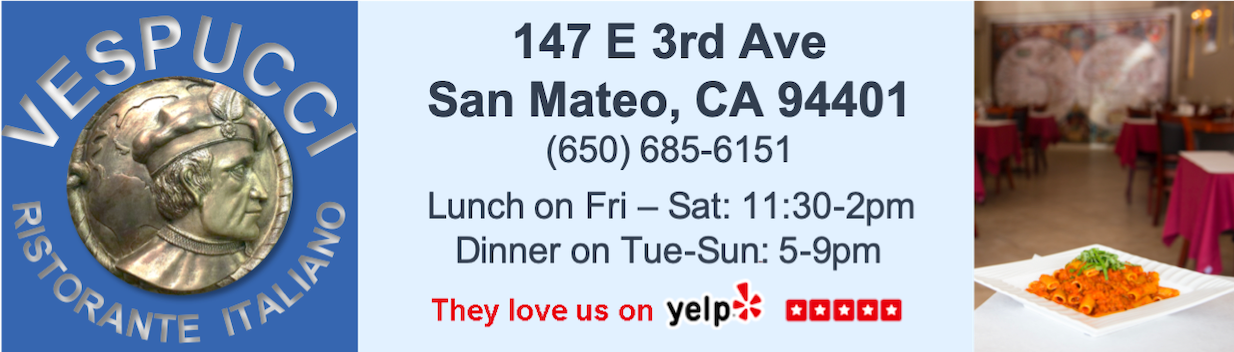 VESPUCCI
RISTORANTE ITALIANO
147 E 3rd Ave
San Mateo, CA 94401
(650) 685-6151
Lunch on Fri – Sat: 11:30-2pm
Dinner on Tue-Sun: 5-9pm
They love us on yelp